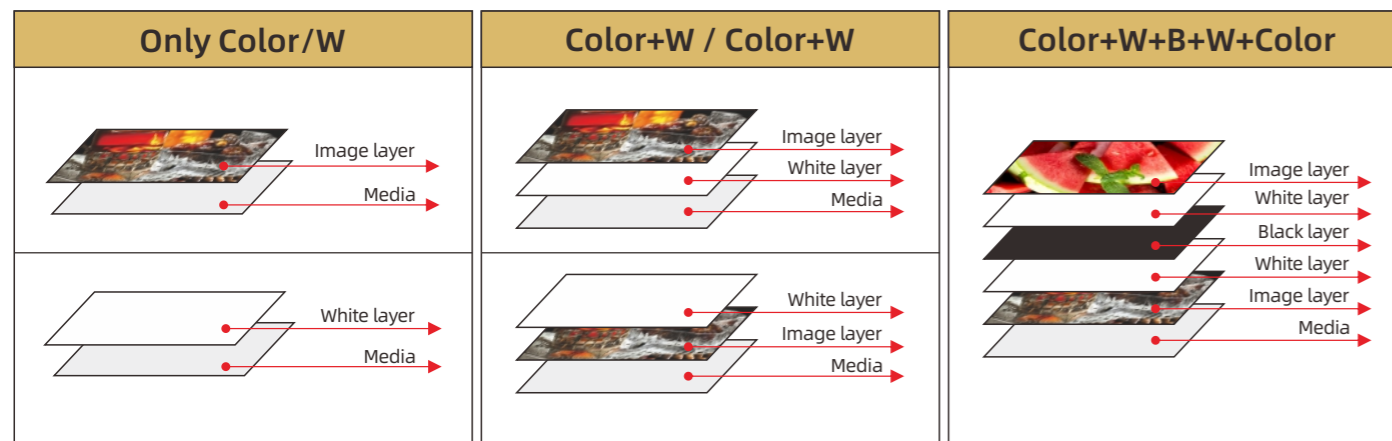 Only Color/W
Image layer
Media
White layer
Media
Color+W / Color+W
Image layer
White layer
Media
White layer
Image layer
Media
Color+W+B+W+Color
Image layer
White layer
Black layer
White layer
Image layer
Media